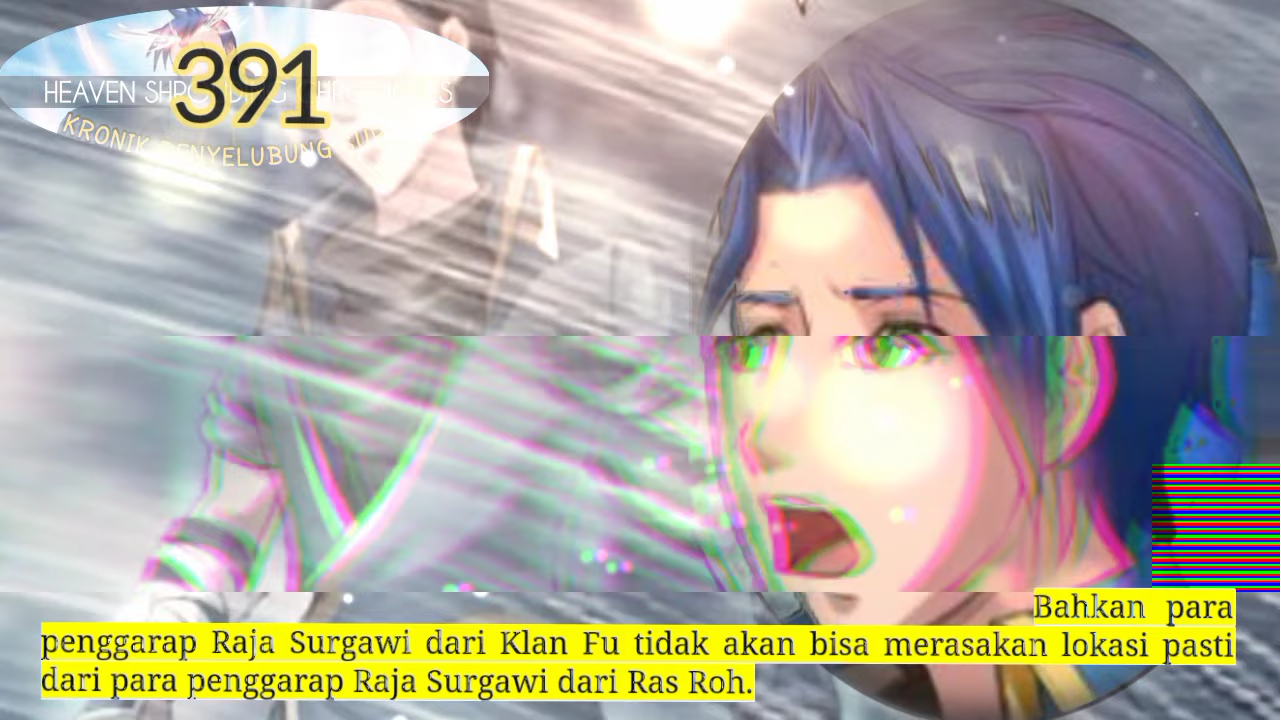 391
HEAVEN
KRONIK PENYELUBUNG
Bahkan para
penggarap Raja Surgawi dari Klan Fu tidak akan bisa merasakan lokasi pasti
dari para penggarap Raja Surgawi dari Ras Roh.